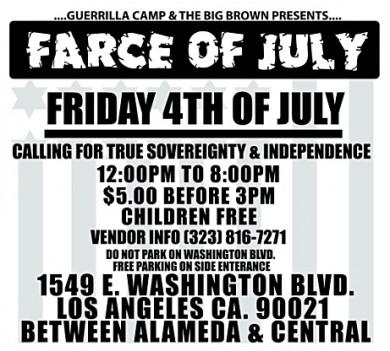 ....GUERRILLA CAMP & THE BIG BROWN PRESENTS....
FARCE OF JULY
FRIDAY 4TH OF JULY
CALLING FOR TRUE SOVEREIGNTY & INDEPENDENCE
12:00PM TO 8:00PM
$5.00 BEFORE 3PM
CHILDREN FREE
VENDOR INFO (323) 816-7271
DO NOT PARK ON WASHINGTON BLVD.
FREE PARKING ON SIDE ENTERANCE
1549 E. WASHINGTON BLVD.
LOS ANGELES CA. 90021
BETWEEN ALAMEDA & CENTRAL